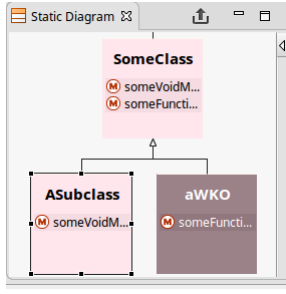 Static Diagram
SomeClass
M someVoidM...
M someFuncti...
ASubclass
M someVoidM...
aWKO
M someFuncti...